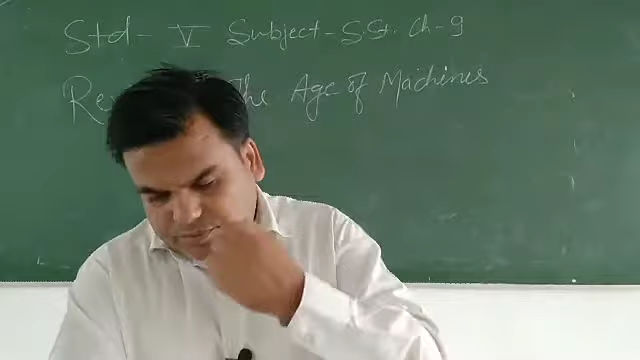 Std - V Subject - S.St. Ch - 9
The Age of Machines